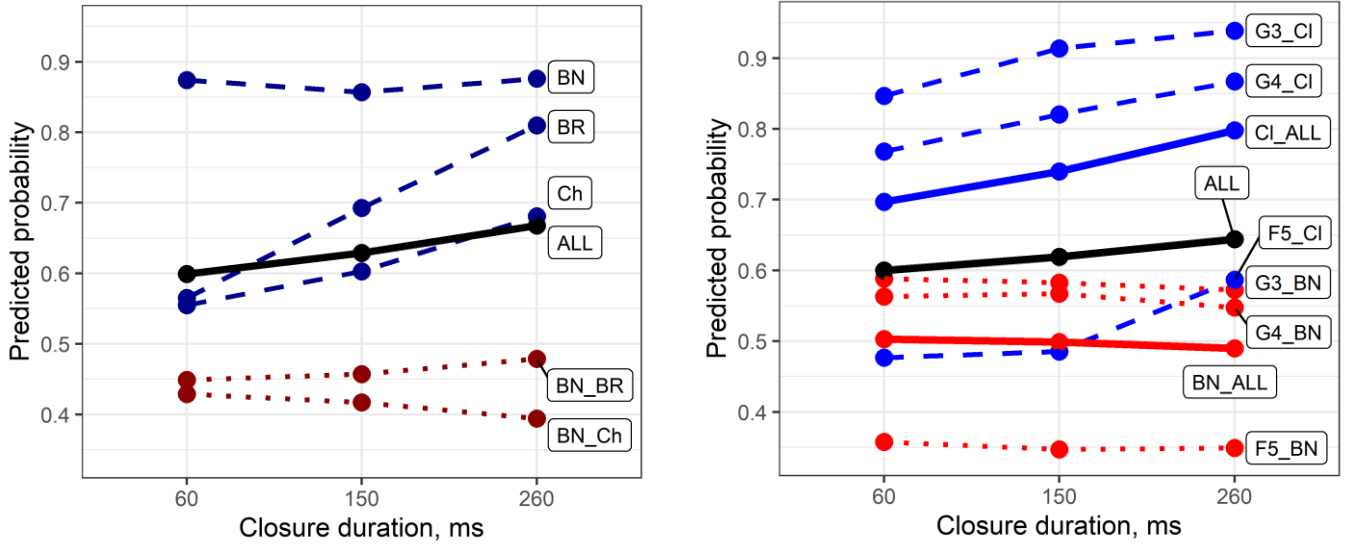 Predicted probability
0.9
0.8
0.7
0.6
0.5
0.4
BN
BR
Ch
ALL
BN_BR
BN_Ch
60
150
260
Closure duration, ms
Predicted probability
0.9
0.8
0.7
0.6
0.5
0.4
G3_Cl
G4_Cl
Cl_ALL
ALL
F5_Cl
G3_BN
G4_BN
BN_ALL
F5_BN
60
150
260
Closure duration, ms